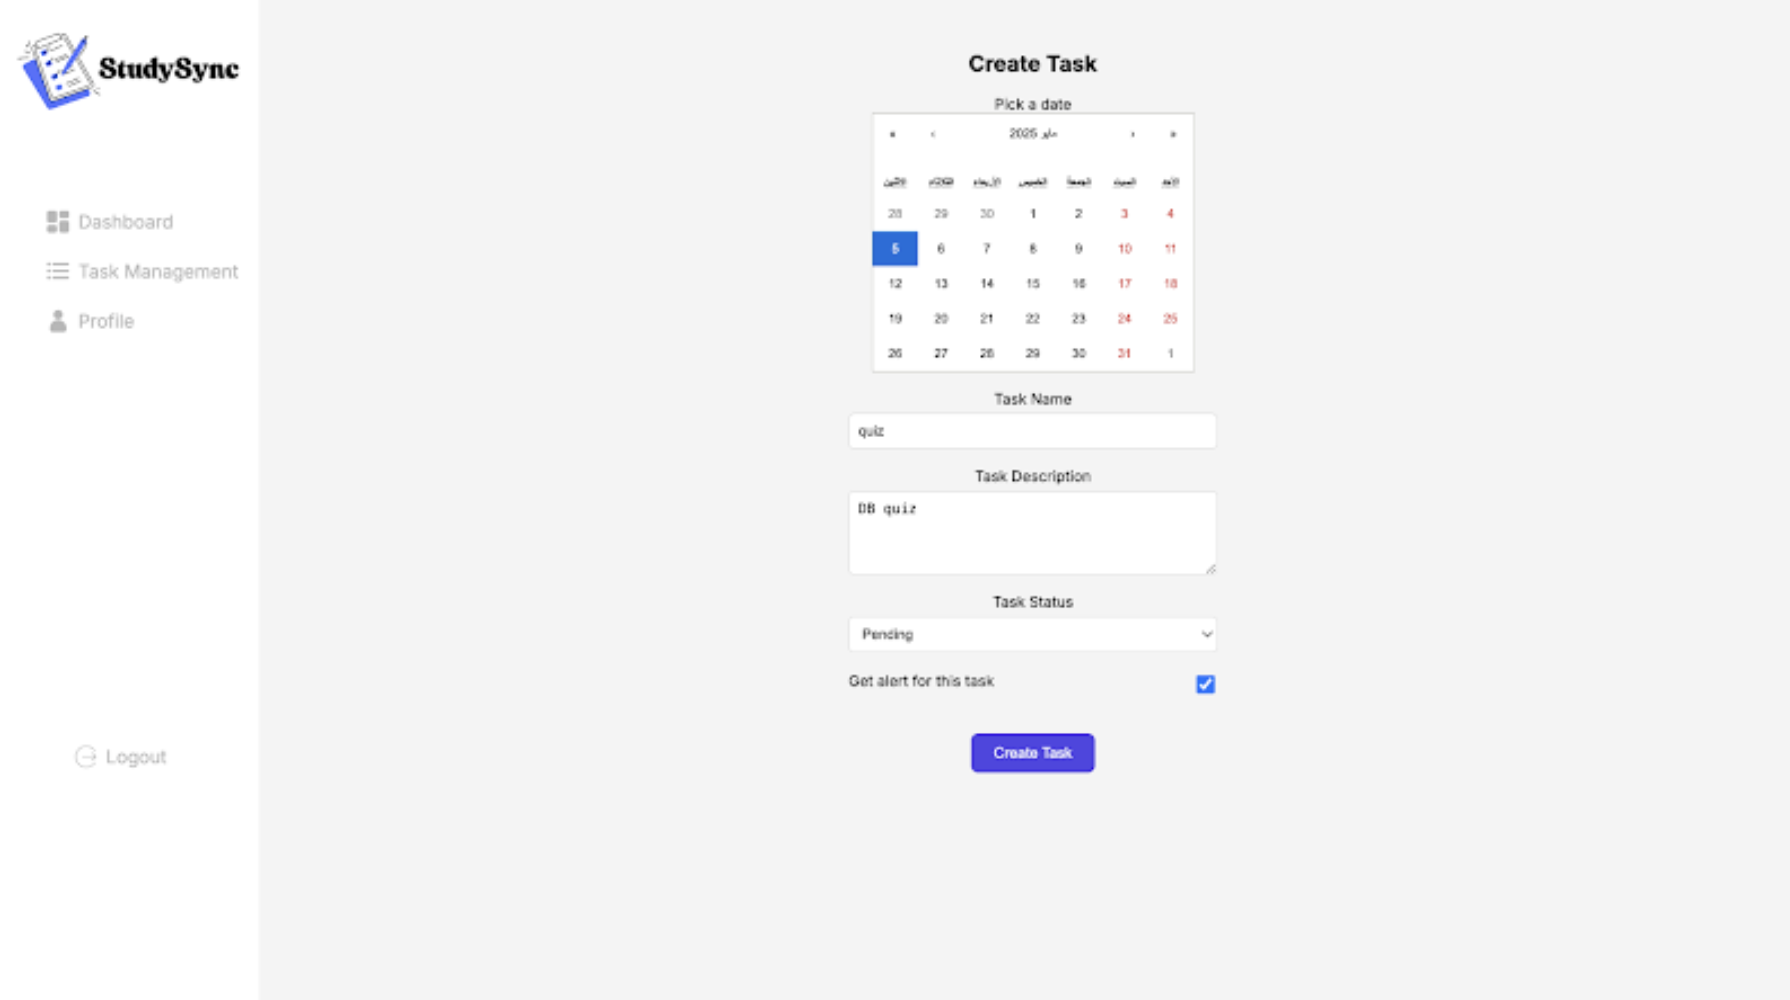 StudySync
Dashboard
Task Management
Profile
Logout
Create Task
Pick a date
« ‹ مايو 2025 › »
الاثنين الثلاثاء الأربعاء الخميس الجمعة السبت الأحد
28 29 30 1 2 3 4
5 6 7 8 9 10 11
12 13 14 15 16 17 18
19 20 21 22 23 24 25
26 27 28 29 30 31 1
Task Name
quiz
Task Description
DB quiz
Task Status
Pending
Get alert for this task
Create Task